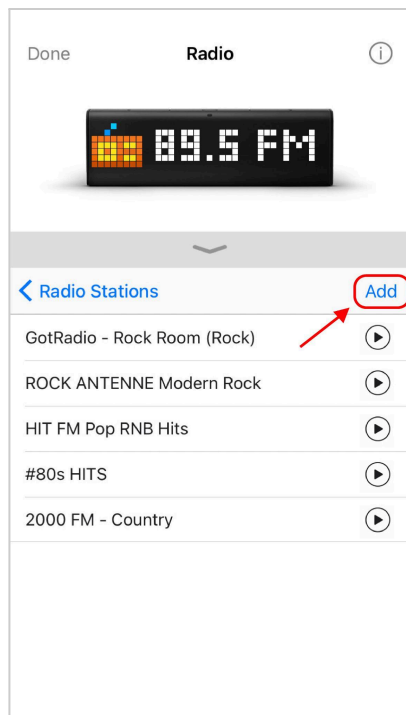 Done
Radio
89.5 FM
Radio Stations
Add
GotRadio - Rock Room (Rock)
ROCK ANTENNE Modern Rock
HIT FM Pop RNB Hits
#80s HITS
2000 FM - Country